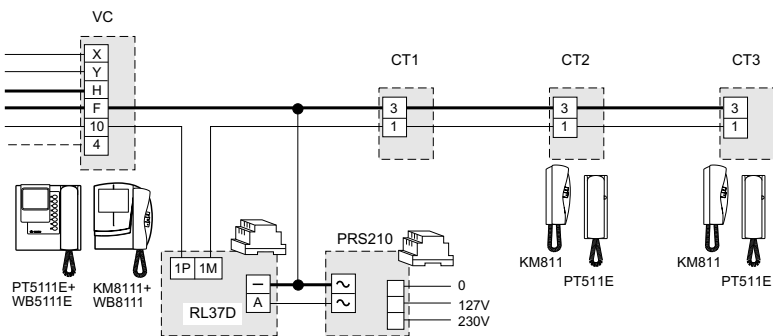 VC
X
Y
H
F
10
4
CT1
3
1
CT2
3
1
CT3
3
1
PT5111E+
WB5111E
KM8111+
WB8111
1P 1M
–
A
RL37D
PRS210
~
~
0
127V
230V
KM811
PT511E
KM811
PT511E